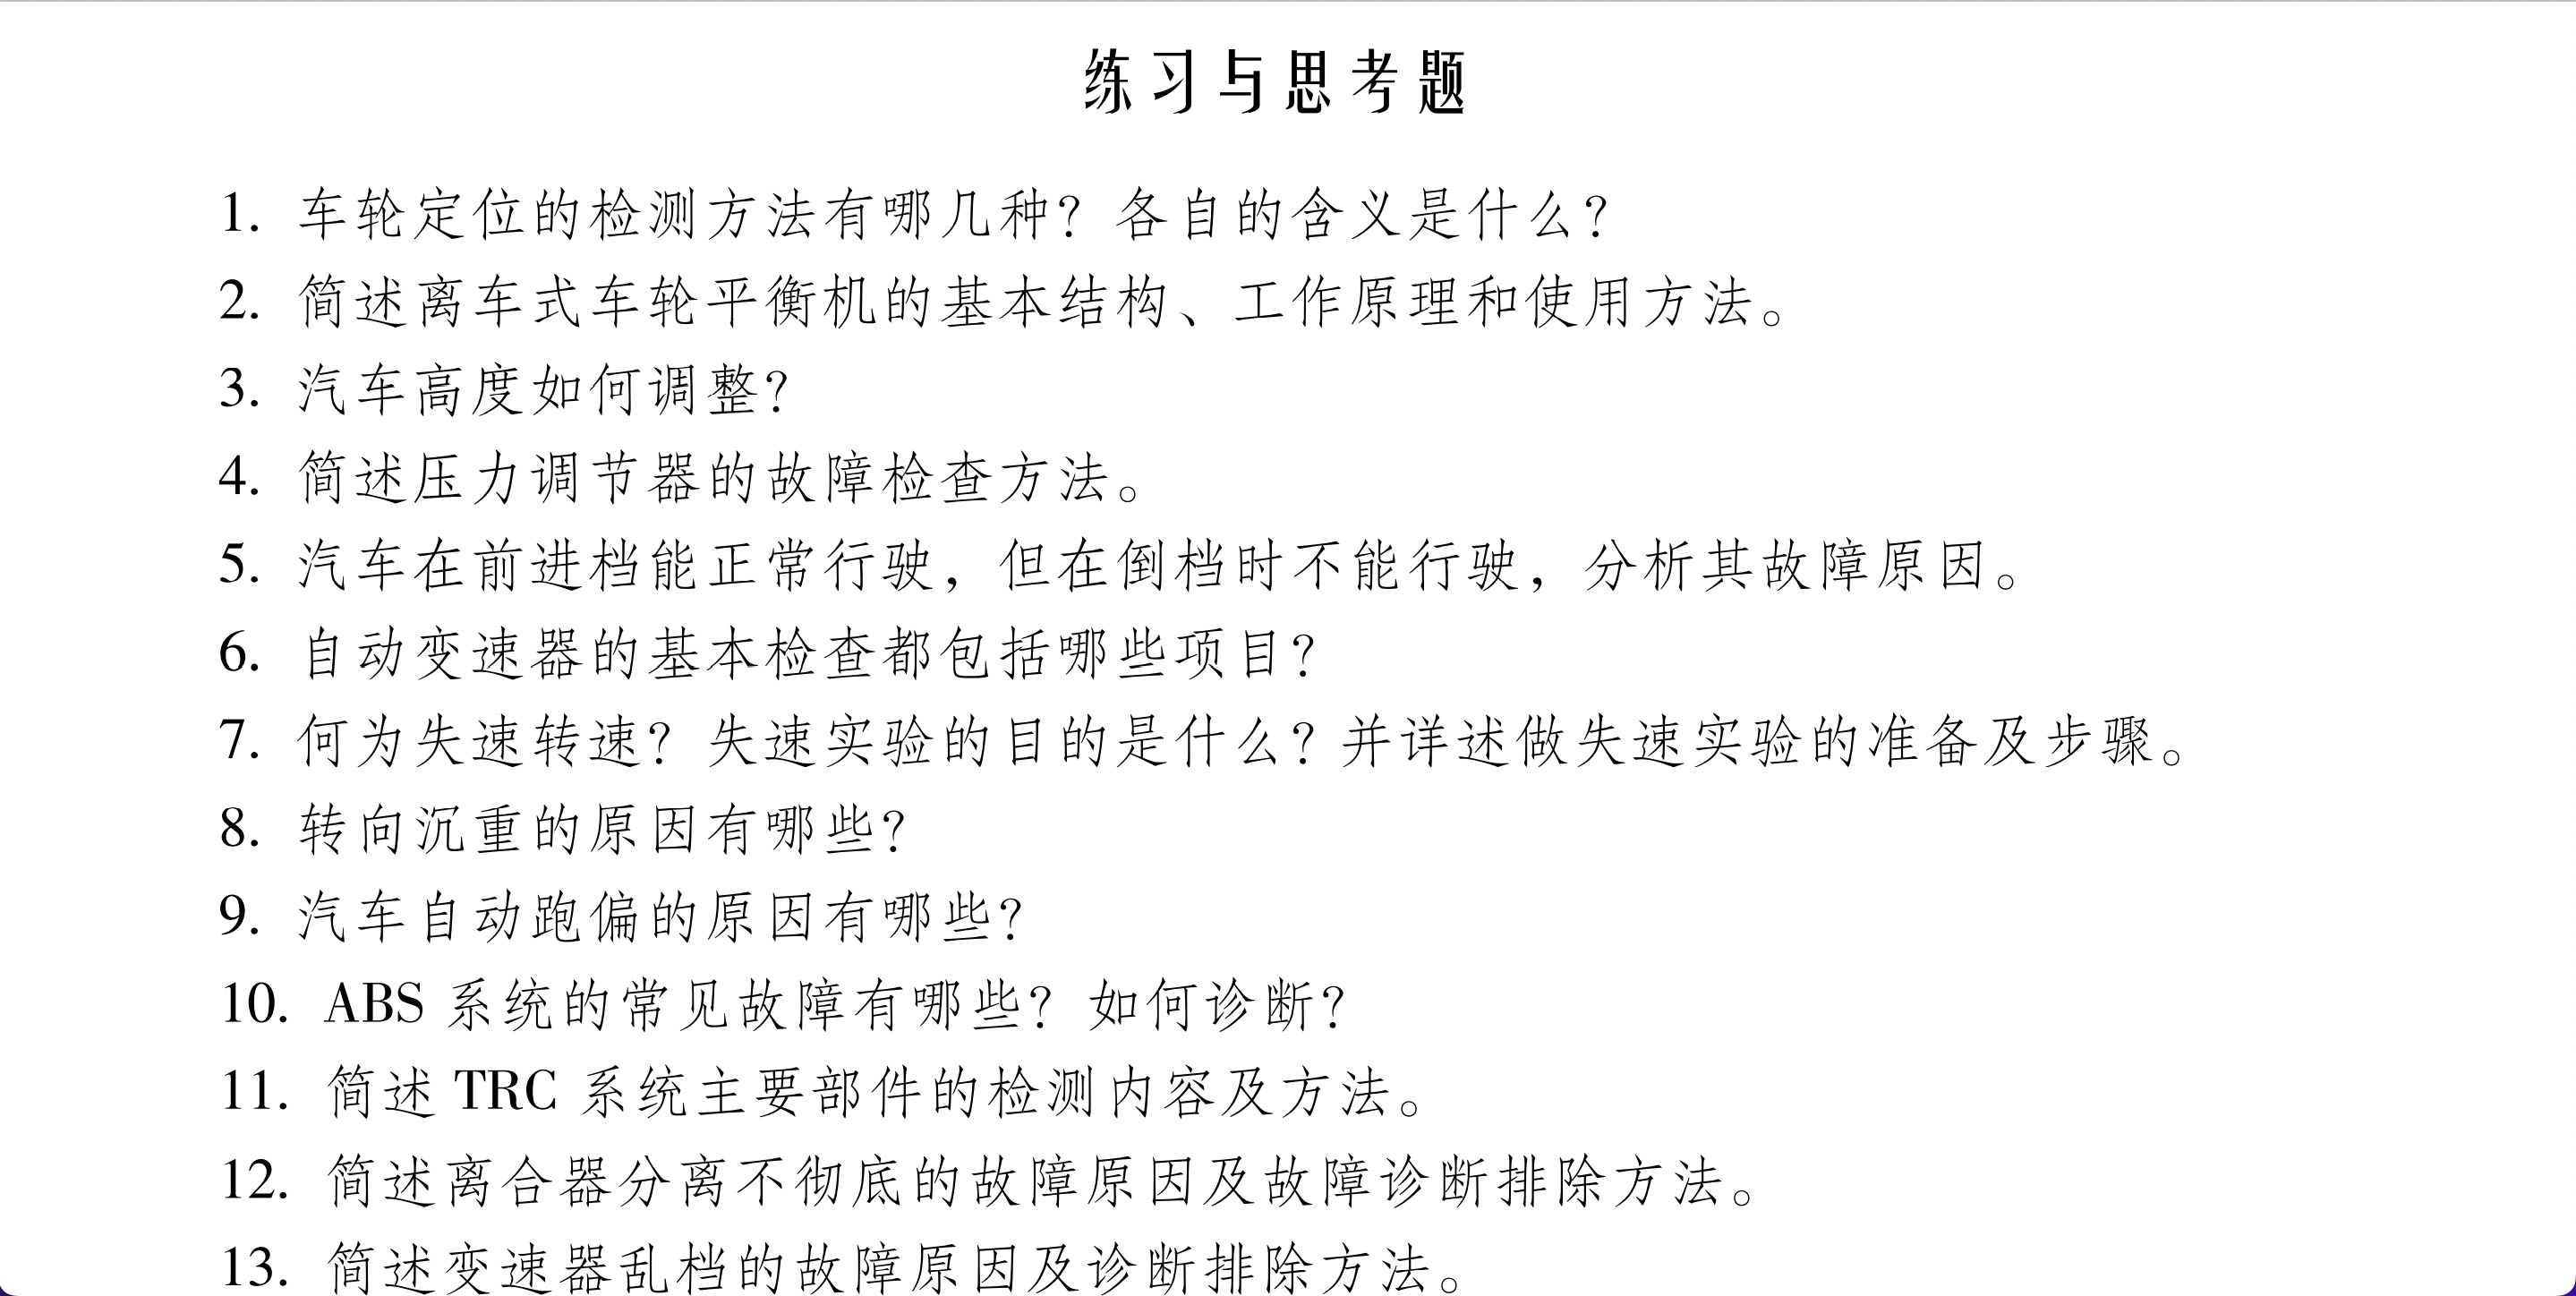 练习与思考题
1. 车轮定位的检测方法有哪几种？各自的含义是什么？
2. 简述离车式车轮平衡机的基本结构、工作原理和使用方法。
3. 汽车高度如何调整？
4. 简述压力调节器的故障检查方法。
5. 汽车在前进档能正常行驶，但在倒档时不能行驶，分析其故障原因。
6. 自动变速器的基本检查都包括哪些项目？
7. 何为失速转速？失速实验的目的是什么？并详述做失速实验的准备及步骤。
8. 转向沉重的原因有哪些？
9. 汽车自动跑偏的原因有哪些？
10. ABS 系统的常见故障有哪些？如何诊断？
11. 简述 TRC 系统主要部件的检测内容及方法。
12. 简述离合器分离不彻底的故障原因及故障诊断排除方法。
13. 简述变速器乱档的故障原因及诊断排除方法。